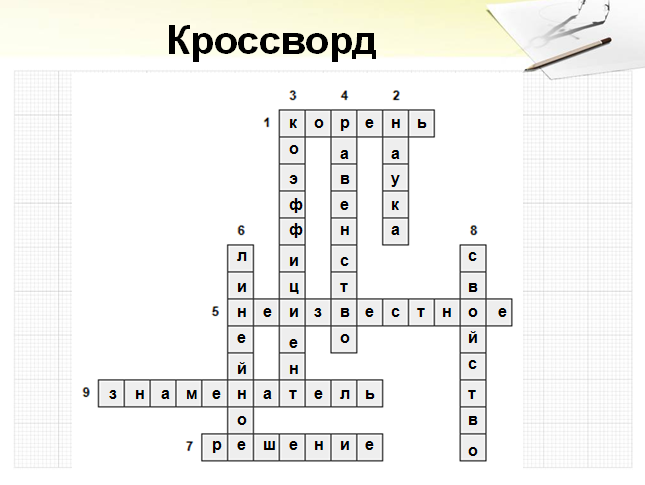 Кроссворд
3 4 2
1 к о р е н ь
о а а
э в у
ф е к
6 ф н а 8
л и с с
и ц т в
5 н е и з в е с т н о е
е е о й
й н с
9 з н а м е н а т е л ь т
о в
7 р е ш е н и е о